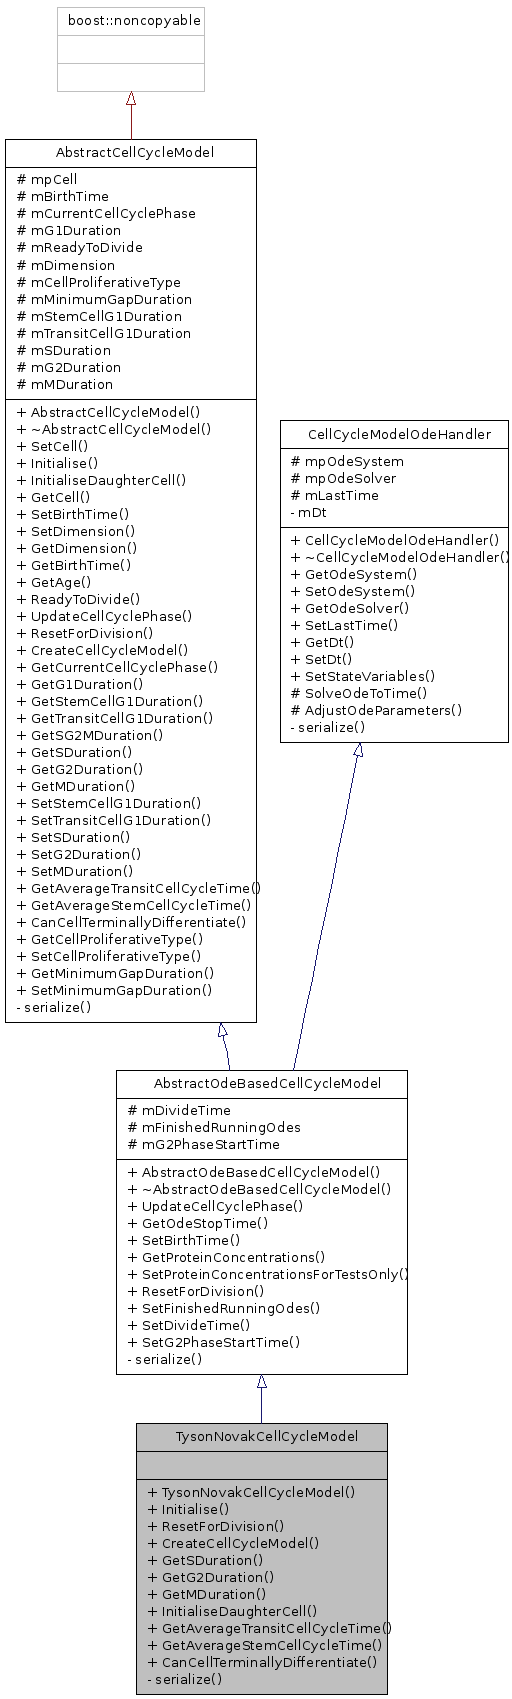 boost::noncopyable
AbstractCellCycleModel
# mpCell
# mBirthTime
# mCurrentCellCyclePhase
# mG1Duration
# mReadyToDivide
# mDimension
# mCellProliferativeType
# mMinimumGapDuration
# mStemCellG1Duration
# mTransitCellG1Duration
# mSDuration
# mG2Duration
# mMDuration
+ AbstractCellCycleModel()
+ ~AbstractCellCycleModel()
+ SetCell()
+ Initialise()
+ InitialiseDaughterCell()
+ GetCell()
+ SetBirthTime()
+ SetDimension()
+ GetDimension()
+ GetBirthTime()
+ GetAge()
+ ReadyToDivide()
+ UpdateCellCyclePhase()
+ ResetForDivision()
+ CreateCellCycleModel()
+ GetCurrentCellCyclePhase()
+ GetG1Duration()
+ GetStemCellG1Duration()
+ GetTransitCellG1Duration()
+ GetSG2MDuration()
+ GetSDuration()
+ GetG2Duration()
+ GetMDuration()
+ SetStemCellG1Duration()
+ SetTransitCellG1Duration()
+ SetSDuration()
+ SetG2Duration()
+ SetMDuration()
+ GetAverageTransitCellCycleTime()
+ GetAverageStemCellCycleTime()
+ CanCellTerminallyDifferentiate()
+ GetCellProliferativeType()
+ SetCellProliferativeType()
+ GetMinimumGapDuration()
+ SetMinimumGapDuration()
- serialize()
CellCycleModelOdeHandler
# mpOdeSystem
# mpOdeSolver
# mLastTime
- mDt
+ CellCycleModelOdeHandler()
+ ~CellCycleModelOdeHandler()
+ GetOdeSystem()
+ SetOdeSystem()
+ GetOdeSolver()
+ SetLastTime()
+ GetDt()
+ SetDt()
+ SetStateVariables()
# SolveOdeToTime()
# AdjustOdeParameters()
- serialize()
AbstractOdeBasedCellCycleModel
# mDivideTime
# mFinishedRunningOdes
# mG2PhaseStartTime
+ AbstractOdeBasedCellCycleModel()
+ ~AbstractOdeBasedCellCycleModel()
+ UpdateCellCyclePhase()
+ GetOdeStopTime()
+ SetBirthTime()
+ GetProteinConcentrations()
+ SetProteinConcentrationsForTestsOnly()
+ ResetForDivision()
+ SetFinishedRunningOdes()
+ SetDivideTime()
+ SetG2PhaseStartTime()
- serialize()
TysonNovakCellCycleModel
+ TysonNovakCellCycleModel()
+ Initialise()
+ ResetForDivision()
+ CreateCellCycleModel()
+ GetSDuration()
+ GetG2Duration()
+ GetMDuration()
+ InitialiseDaughterCell()
+ GetAverageTransitCellCycleTime()
+ GetAverageStemCellCycleTime()
+ CanCellTerminallyDifferentiate()
- serialize()